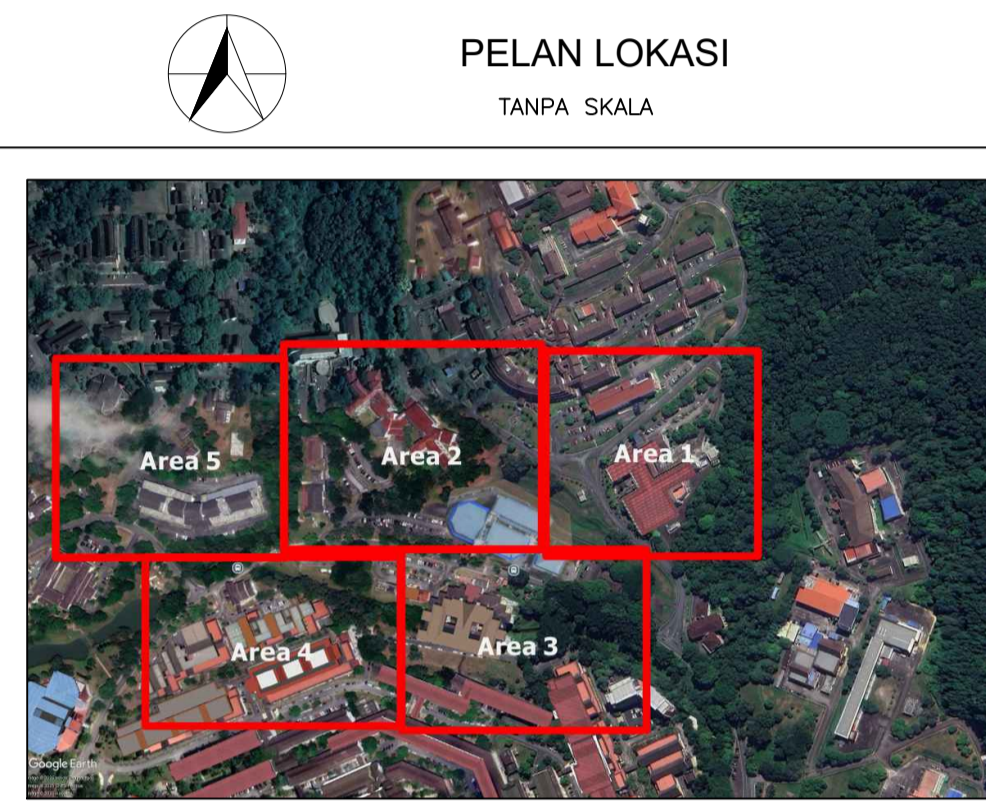 PELAN LOKASI
TANPA SKALA
Area 5
Area 2
Area 1
Area 4
Area 3
Google Earth